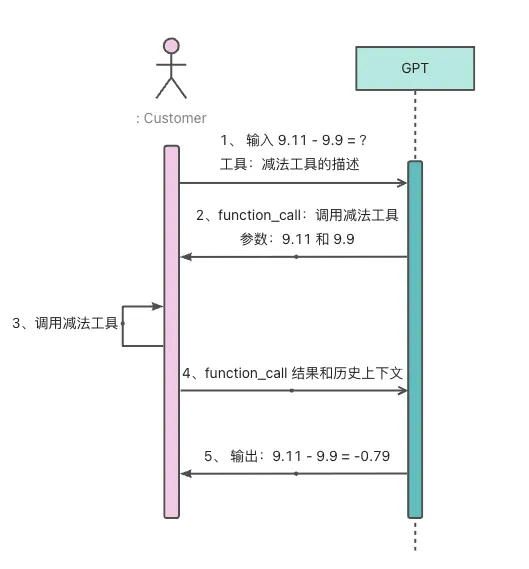 GPT
: Customer
1、 输入 9.11 - 9.9 = ?
工具：减法工具的描述
2、function_call：调用减法工具
参数：9.11 和 9.9
3、调用减法工具
4、function_call 结果和历史上下文
5、 输出：9.11 - 9.9 = -0.79